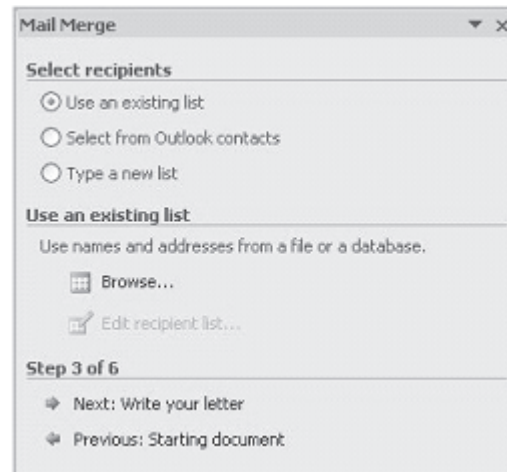 Mail Merge
Select recipients
Use an existing list
Select from Outlook contacts
Type a new list
Use an existing list
Use names and addresses from a file or a database.
Browse...
Edit recipient list...
Step 3 of 6
Next: Write your letter
Previous: Starting document